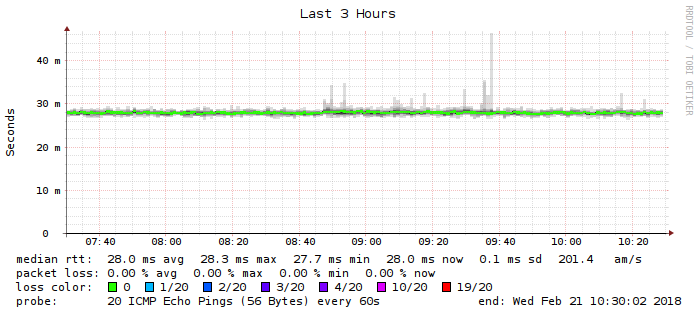 Last 3 Hours
RRDTOOL / TOBI OETIKER
Seconds
40 m
30 m
20 m
10 m
0
07:40 08:00 08:20 08:40 09:00 09:20 09:40 10:00 10:20
median rtt: 28.0 ms avg 28.3 ms max 27.7 ms min 28.0 ms now 0.1 ms sd 201.4 am/s
packet loss: 0.00 % avg 0.00 % max 0.00 % min 0.00 % now
loss color: 0 1/20 2/20 3/20 4/20 10/20 19/20
probe: 20 ICMP Echo Pings (56 Bytes) every 60s end: Wed Feb 21 10:30:02 2018